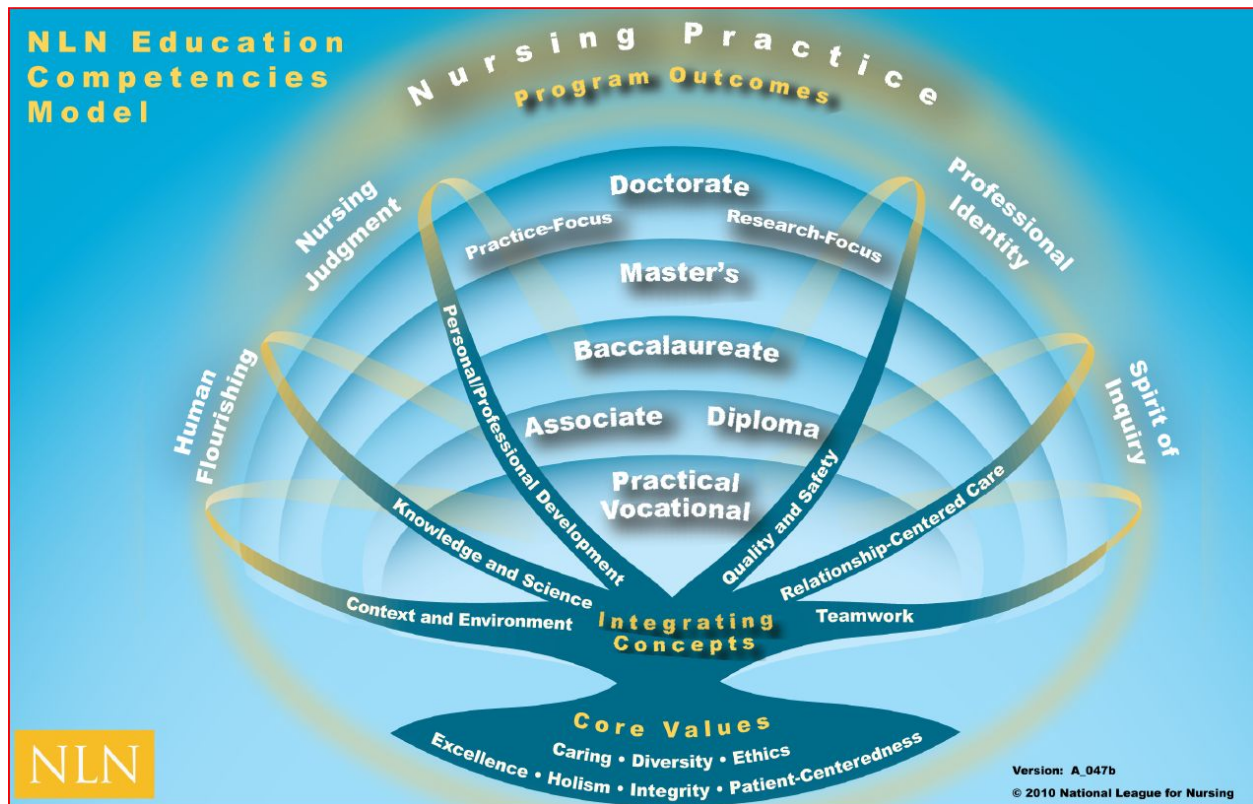 NLN Education
Competencies
Model
Nursing Practice
Program Outcomes
Human
Flourishing
Nursing
Judgment
Professional
Identity
Spirit of
Inquiry
Doctorate
Practice-Focus
Research-Focus
Master's
Baccalaureate
Associate
Diploma
Practical
Vocational
Context and Environment
Knowledge and Science
Personal/Professional Development
Quality and Safety
Relationship-Centered Care
Teamwork
Integrating
Concepts
Core Values
Caring • Diversity • Ethics
Excellence • Holism • Integrity • Patient-Centeredness
NLN
Version: A_047b
© 2010 National League for Nursing